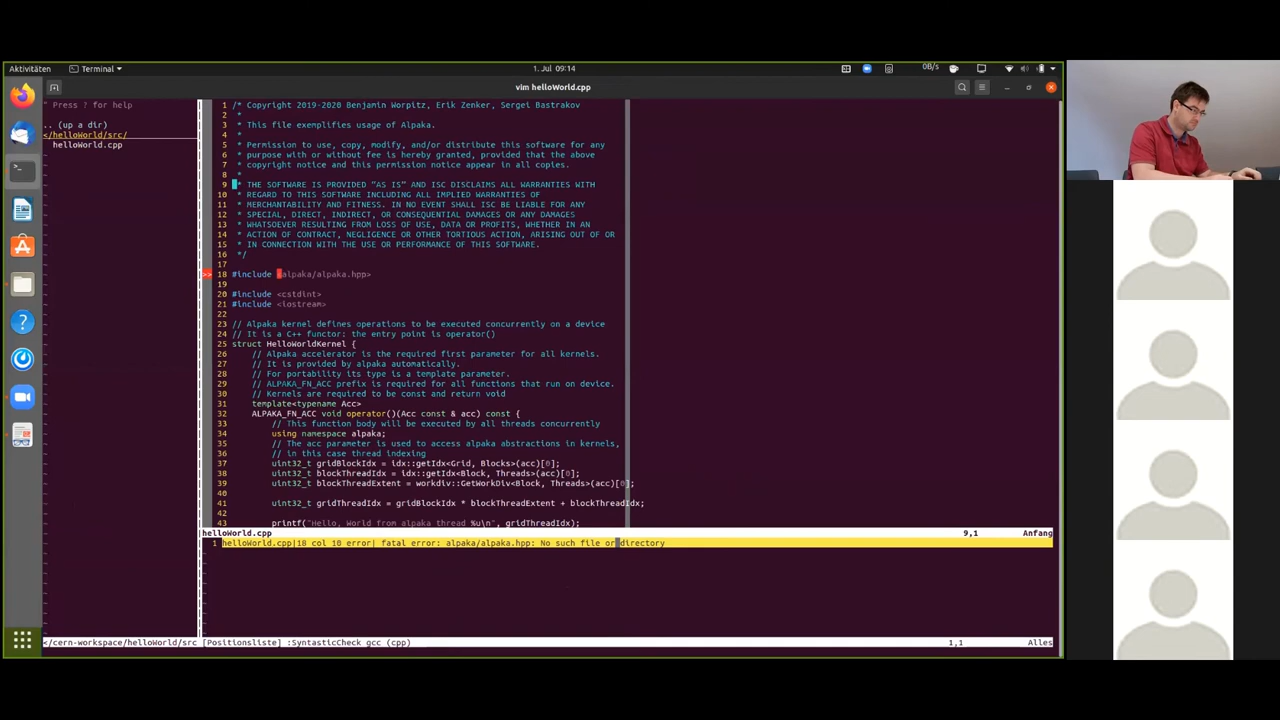 Aktivitäten
Terminal
1. Jul 09:14
0B/s
vim helloWorld.cpp
" Press ? for help
.. (up a dir)
</helloWorld/src/
helloWorld.cpp
1 /* Copyright 2019-2020 Benjamin Worpitz, Erik Zenker, Sergei Bastrakov
2 *
3 * This file exemplifies usage of Alpaka.
4 *
5 * Permission to use, copy, modify, and/or distribute this software for any
6 * purpose with or without fee is hereby granted, provided that the above
7 * copyright notice and this permission notice appear in all copies.
8 *
9 * THE SOFTWARE IS PROVIDED “AS IS” AND ISC DISCLAIMS ALL WARRANTIES WITH
10 * REGARD TO THIS SOFTWARE INCLUDING ALL IMPLIED WARRANTIES OF
11 * MERCHANTABILITY AND FITNESS. IN NO EVENT SHALL ISC BE LIABLE FOR ANY
12 * SPECIAL, DIRECT, INDIRECT, OR CONSEQUENTIAL DAMAGES OR ANY DAMAGES
13 * WHATSOEVER RESULTING FROM LOSS OF USE, DATA OR PROFITS, WHETHER IN AN
14 * ACTION OF CONTRACT, NEGLIGENCE OR OTHER TORTIOUS ACTION, ARISING OUT OF OR
15 * IN CONNECTION WITH THE USE OR PERFORMANCE OF THIS SOFTWARE.
16 */
17
>> 18 #include <alpaka/alpaka.hpp>
19
20 #include <cstdint>
21 #include <iostream>
22
23 // Alpaka kernel defines operations to be executed concurrently on a device
24 // It is a C++ functor: the entry point is operator()
25 struct HelloWorldKernel {
26 // Alpaka accelerator is the required first parameter for all kernels.
27 // It is provided by alpaka automatically.
28 // For portability its type is a template parameter.
29 // ALPAKA_FN_ACC prefix is required for all functions that run on device.
30 // Kernels are required to be const and return void
31 template<typename Acc>
32 ALPAKA_FN_ACC void operator()(Acc const & acc) const {
33 // This function body will be executed by all threads concurrently
34 using namespace alpaka;
35 // The acc parameter is used to access alpaka abstractions in kernels,
36 // in this case thread indexing
37 uint32_t gridBlockIdx = idx::getIdx<Grid, Blocks>(acc)[0];
38 uint32_t blockThreadIdx = idx::getIdx<Block, Threads>(acc)[0];
39 uint32_t blockThreadExtent = workdiv::GetWorkDiv<Block, Threads>(acc)[0];
40
41 uint32_t gridThreadIdx = gridBlockIdx * blockThreadExtent + blockThreadIdx;
42
43 printf("Hello, World from alpaka thread %u\n", gridThreadIdx);
helloWorld.cpp 9,1 Anfang
1 helloWorld.cpp|18 col 10 error| fatal error: alpaka/alpaka.hpp: No such file or directory
</cern-workspace/helloWorld/src [Positionsliste] :SyntasticCheck gcc (cpp) 1,1 Alles